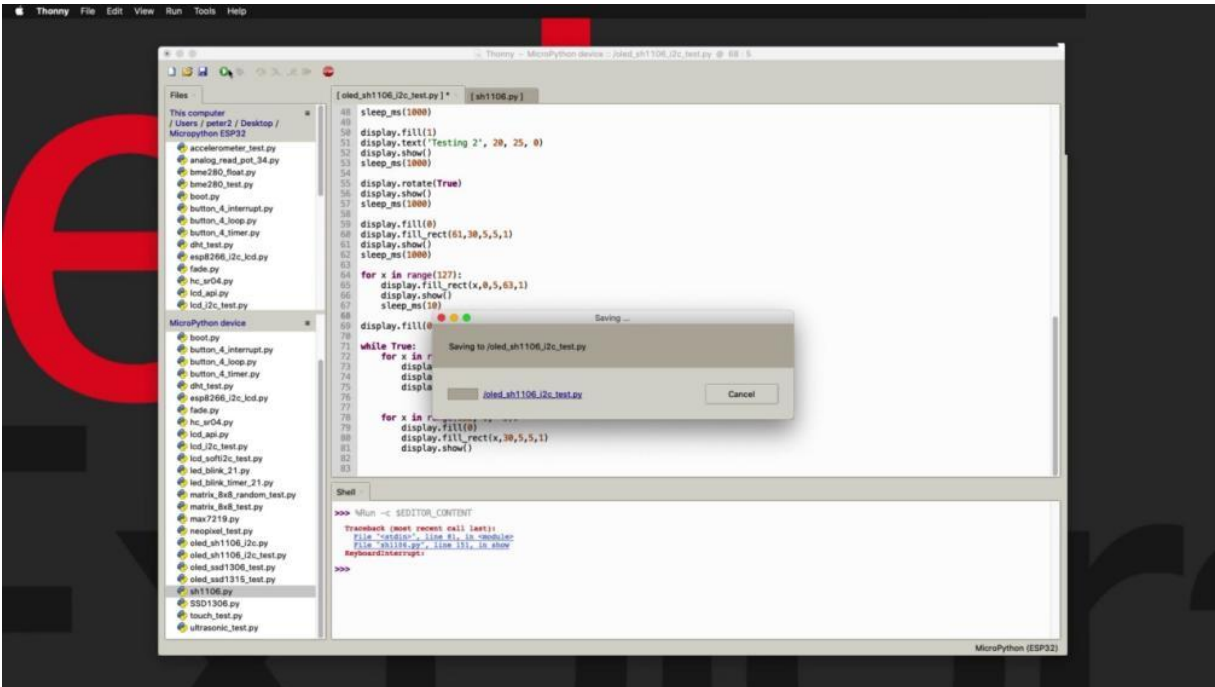 Thonny File Edit View Run Tools Help
Thonny - MicroPython device :: /oled_sh1106_i2c_test.py @ 68 : 5
Files
This computer
/ Users / peter2 / Desktop /
Micropython ESP32
accelerometer_test.py
analog_read_pot_34.py
bme280_float.py
bme280_test.py
boot.py
button_4_interrupt.py
button_4_loop.py
button_4_timer.py
dht_test.py
esp8266_i2c_lcd.py
fade.py
hc_sr04.py
lcd_api.py
lcd_i2c_test.py
MicroPython device
boot.py
button_4_interrupt.py
button_4_loop.py
button_4_timer.py
dht_test.py
esp8266_i2c_lcd.py
fade.py
hc_sr04.py
lcd_api.py
lcd_i2c_test.py
lcd_softi2c_test.py
led_blink_21.py
led_blink_timer_21.py
matrix_8x8_random_test.py
matrix_8x8_test.py
max7219.py
neopixel_test.py
oled_sh1106_i2c.py
oled_sh1106_i2c_test.py
oled_ssd1306_test.py
oled_ssd1315_test.py
sh1106.py
SSD1306.py
touch_test.py
ultrasonic_test.py
[ oled_sh1106_i2c_test.py ] * [ sh1106.py ]
48 sleep_ms(1000)
49
50 display.fill(1)
51 display.text('Testing 2', 20, 25, 0)
52 display.show()
53 sleep_ms(1000)
54
55 display.rotate(True)
56 display.show()
57 sleep_ms(1000)
58
59 display.fill(0)
60 display.fill_rect(61,30,5,5,1)
61 display.show()
62 sleep_ms(1000)
63
64 for x in range(127):
65 display.fill_rect(x,0,5,63,1)
66 display.show()
67 sleep_ms(10)
68
69 display.fill(0
70
71 while True:
72 for x in r
73 displa
74 displa
75 displa
76
77
78 for x in r
79 display.fill(0)
80 display.fill_rect(x,30,5,5,1)
81 display.show()
82
83
Saving ...
Saving to /oled_sh1106_i2c_test.py
/oled_sh1106_i2c_test.py
Cancel
Shell
>>> %Run -c $EDITOR_CONTENT
Traceback (most recent call last):
File "<stdin>", line 81, in <module>
File "sh1106.py", line 151, in show
KeyboardInterrupt:
>>>
MicroPython (ESP32)